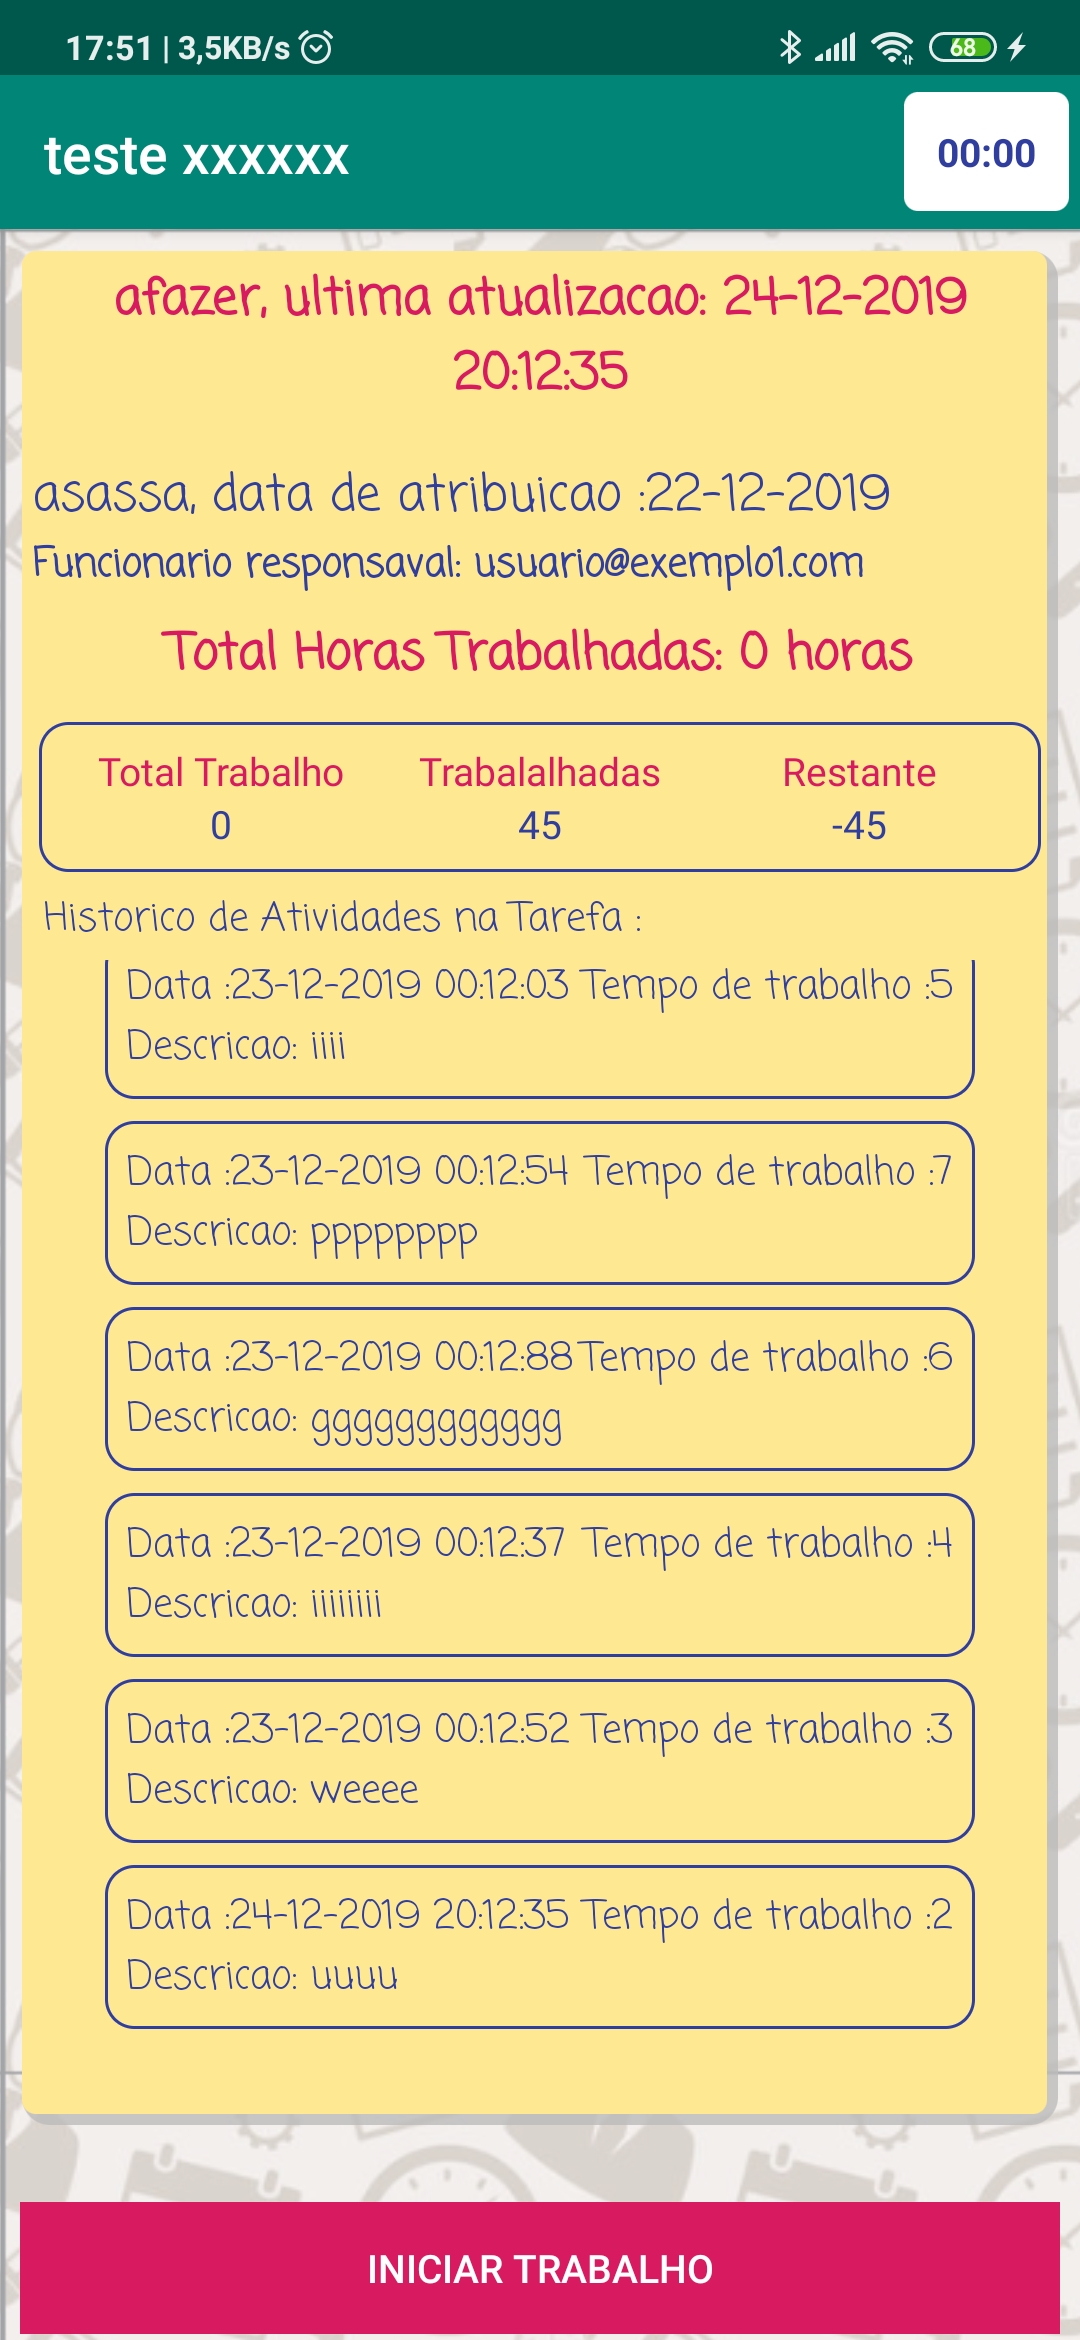 17:51 | 3,5KB/s
68
teste xxxxxx
00:00
afazer, ultima atualizacao: 24-12-2019
20:12:35
asassa, data de atribuicao :22-12-2019
Funcionario responsaval: usuario@exemplo1.com
Total Horas Trabalhadas: 0 horas
Total Trabalho Trabalalhadas Restante
0 45 -45
Historico de Atividades na Tarefa :
Data :23-12-2019 00:12:03 Tempo de trabalho :5
Descricao: iiii
Data :23-12-2019 00:12:54 Tempo de trabalho :7
Descricao: pppppppp
Data :23-12-2019 00:12:88 Tempo de trabalho :6
Descricao: gggggggggggg
Data :23-12-2019 00:12:37 Tempo de trabalho :4
Descricao: iiiiiiii
Data :23-12-2019 00:12:52 Tempo de trabalho :3
Descricao: weeee
Data :24-12-2019 20:12:35 Tempo de trabalho :2
Descricao: uuuu
INICIAR TRABALHO